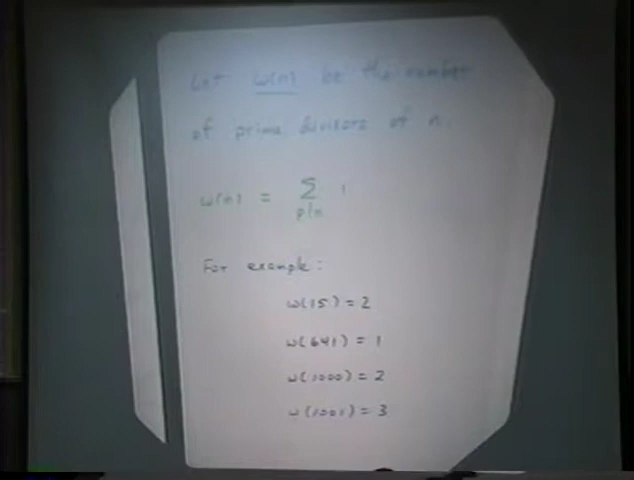 Let ω(n) be the number
of prime divisors of n.
ω(n) = Σ 1
p|n
For example:
ω(15) = 2
ω(641) = 1
ω(1000) = 2
ω(1001) = 3